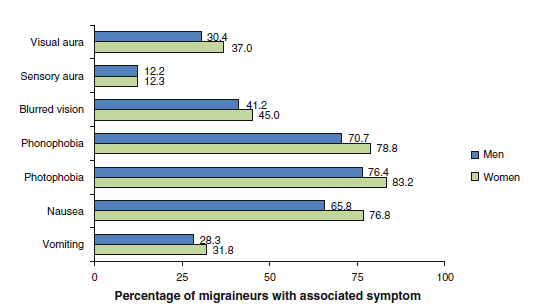 Visual aura
30.4
37.0
Sensory aura
12.2
12.3
Blurred vision
41.2
45.0
Phonophobia
70.7
78.8
Photophobia
76.4
83.2
Nausea
65.8
76.8
Vomiting
28.3
31.8
Men
Women
0 25 50 75 100
Percentage of migraineurs with associated symptom